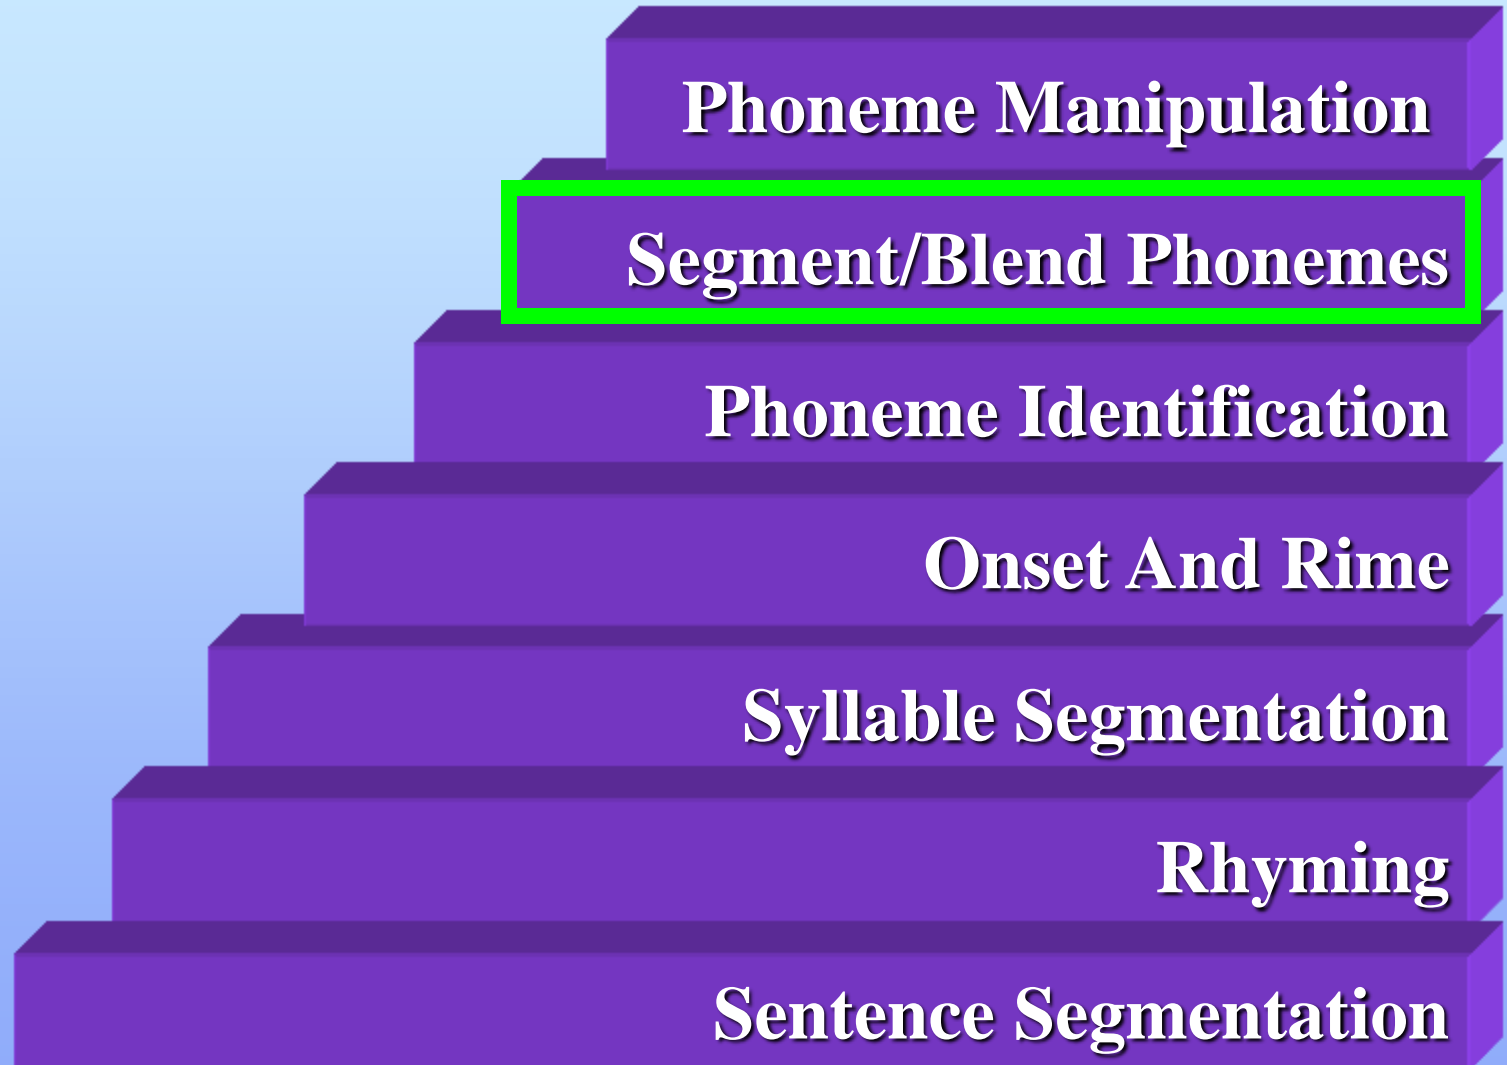 Phoneme Manipulation
Segment/Blend Phonemes
Phoneme Identification
Onset And Rime
Syllable Segmentation
Rhyming
Sentence Segmentation